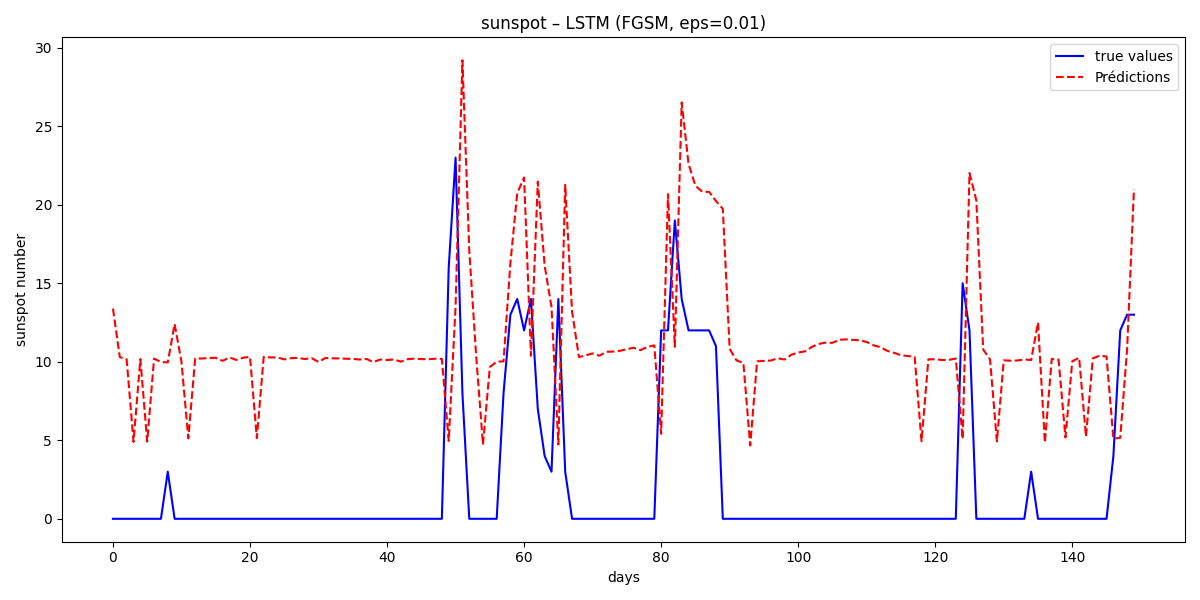 sunspot – LSTM (FGSM, eps=0.01)
true values
Prédictions
sunspot number
30
25
20
15
10
5
0
0 20 40 60 80 100 120 140
days